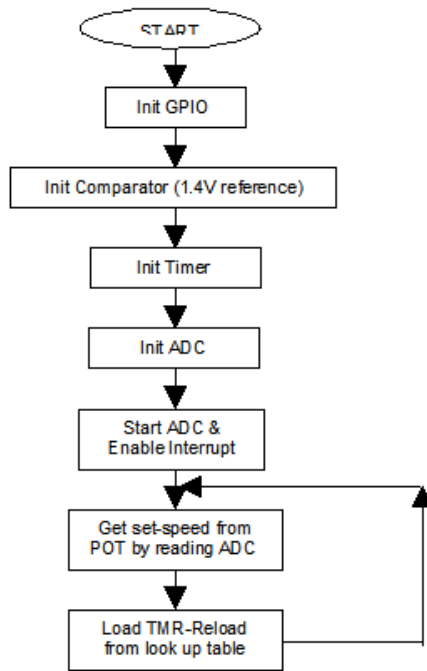 START
Init GPIO
Init Comparator (1.4V reference)
Init Timer
Init ADC
Start ADC &
Enable Interrupt
Get set-speed from
POT by reading ADC
Load TMR-Reload
from look up table